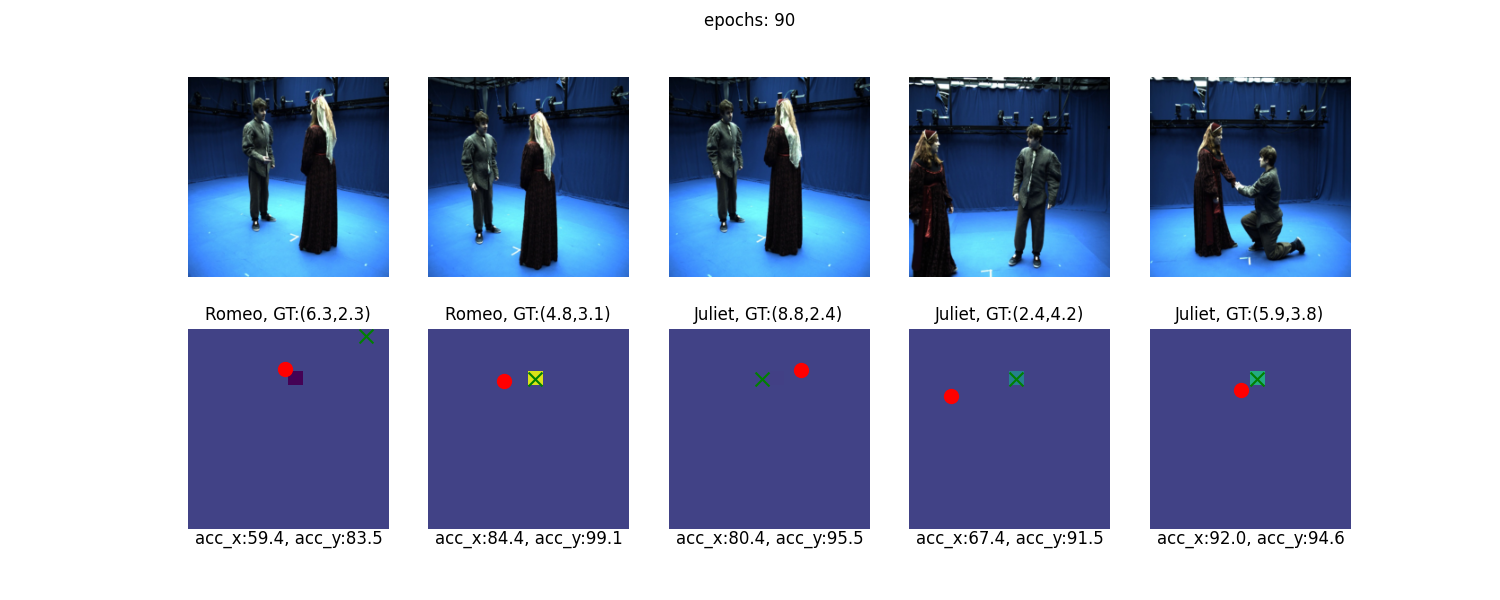 epochs: 90
Romeo, GT:(6.3,2.3)
Romeo, GT:(4.8,3.1)
Juliet, GT:(8.8,2.4)
Juliet, GT:(2.4,4.2)
Juliet, GT:(5.9,3.8)
acc_x:59.4, acc_y:83.5
acc_x:84.4, acc_y:99.1
acc_x:80.4, acc_y:95.5
acc_x:67.4, acc_y:91.5
acc_x:92.0, acc_y:94.6